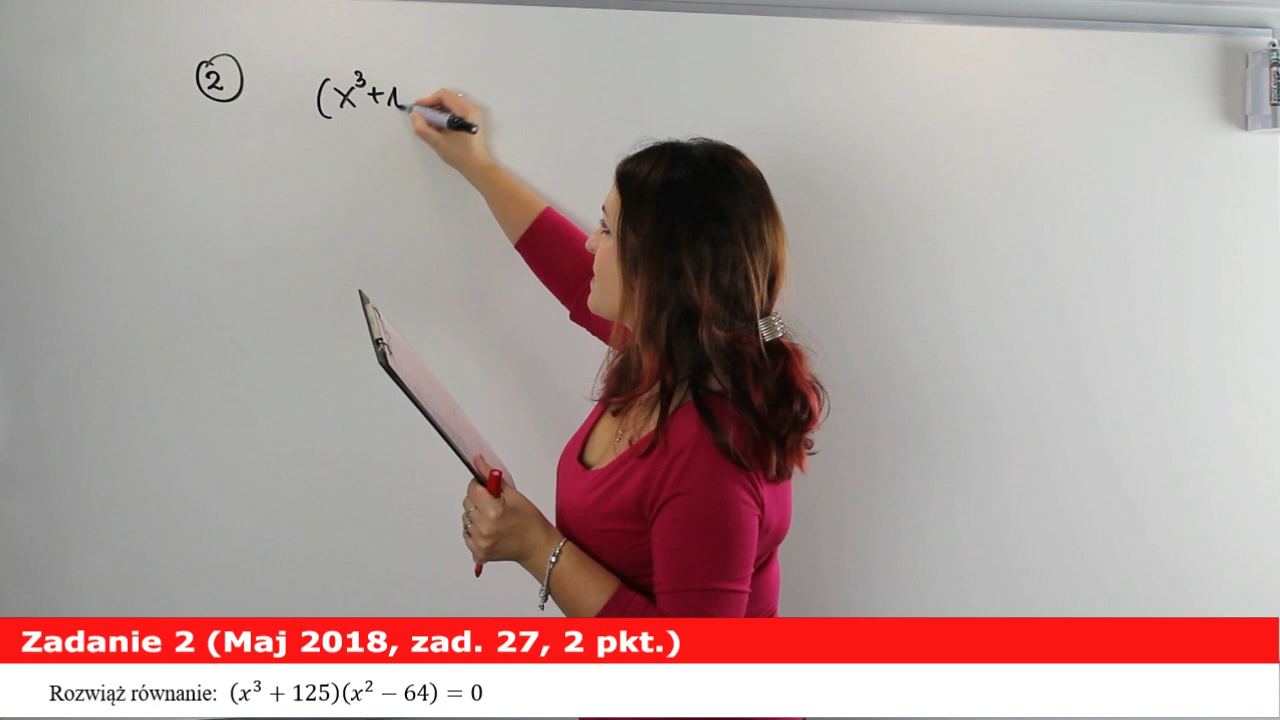 ② (x³+1
Zadanie 2 (Maj 2018, zad. 27, 2 pkt.)
Rozwiąż równanie: (x³ + 125)(x² − 64) = 0